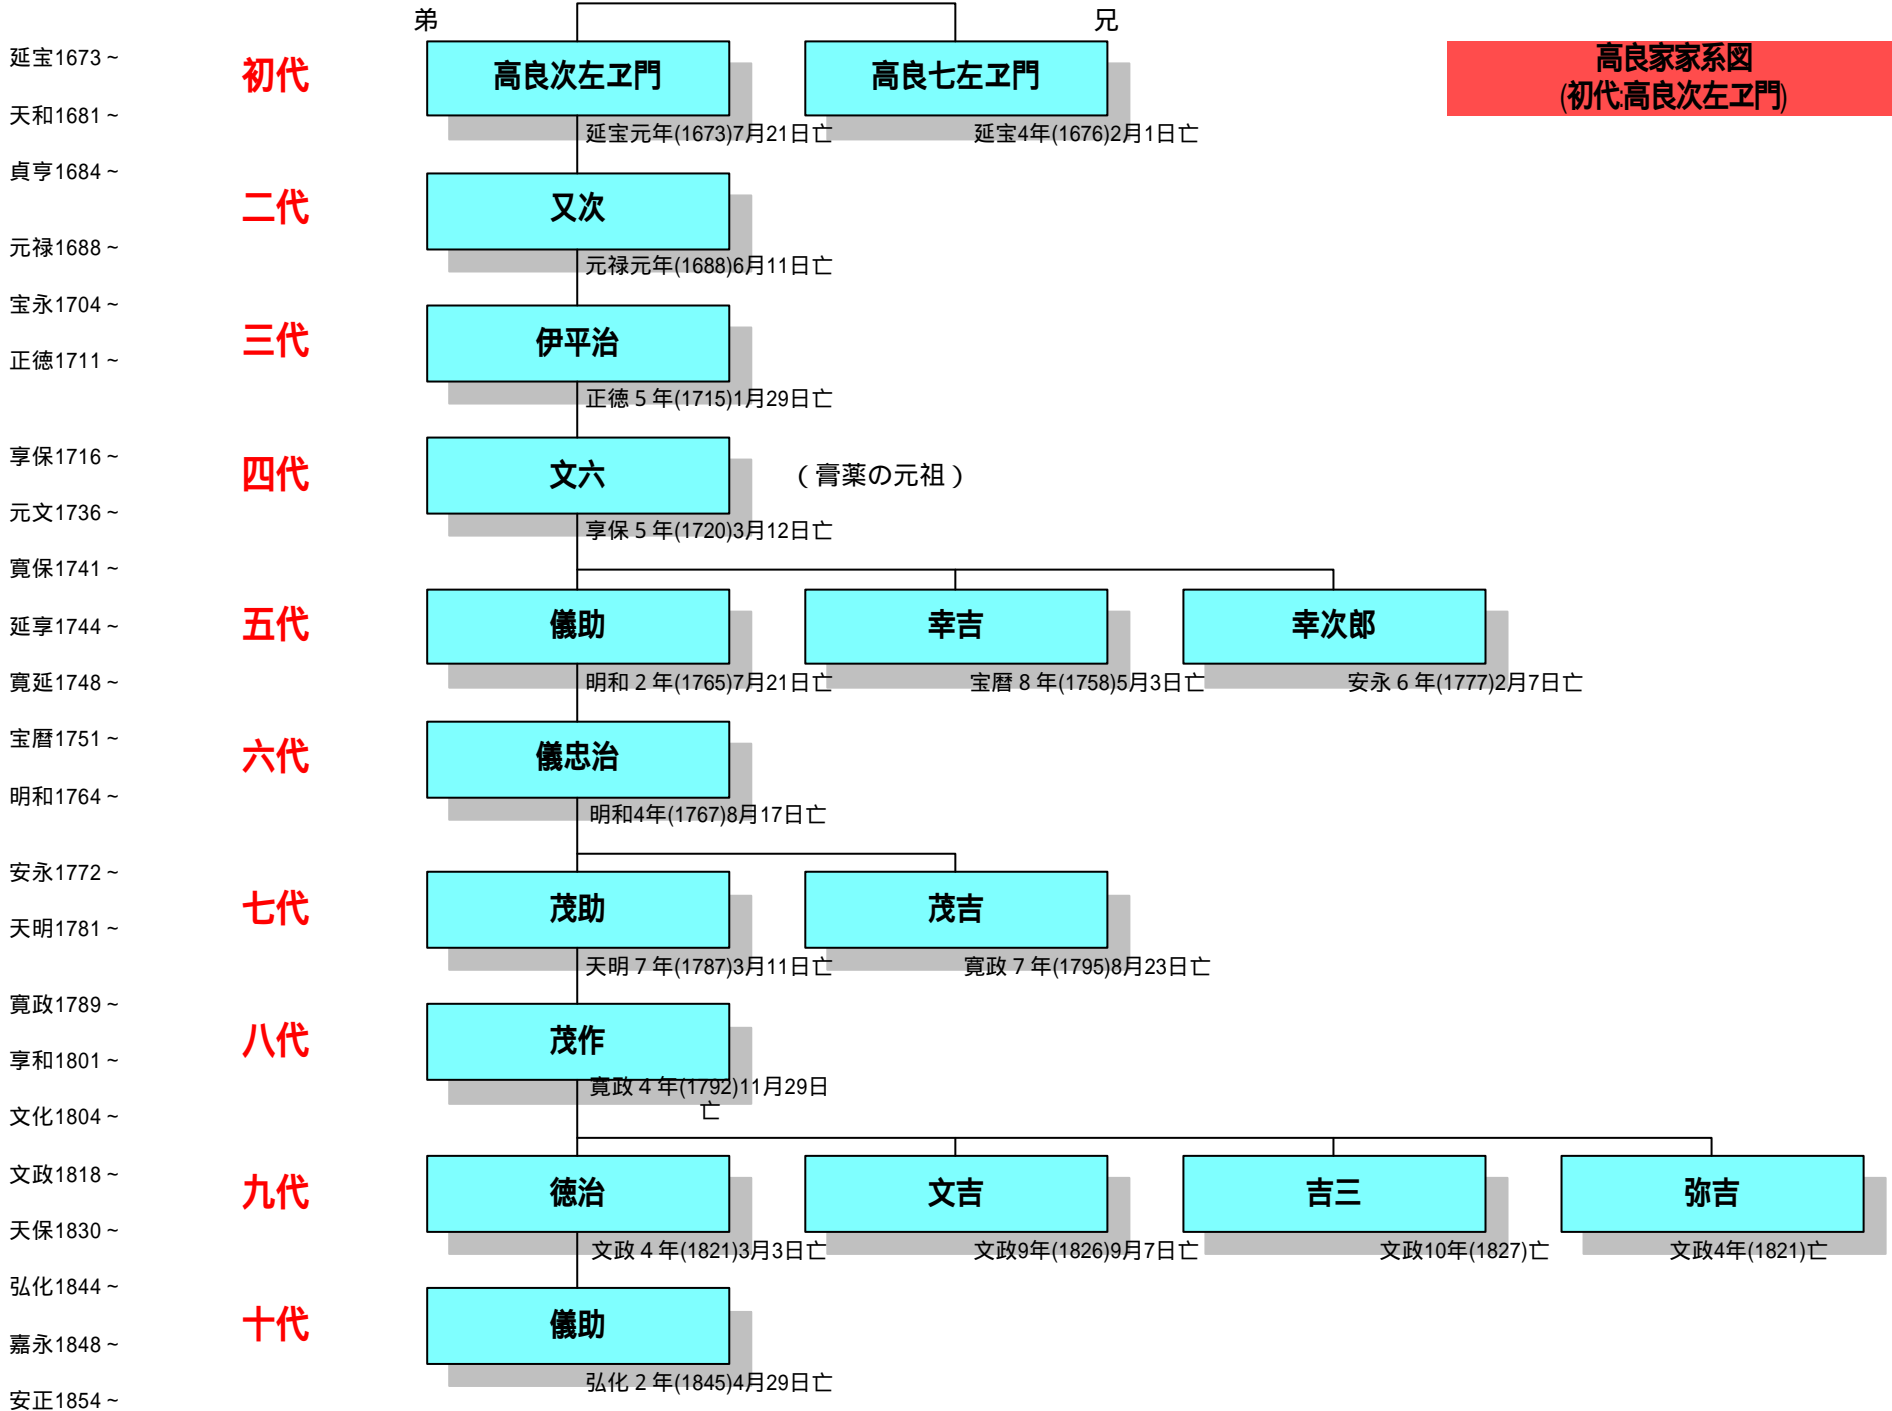 弟
兄
延宝1673～
初代
高良次左ヱ門
高良七左ヱ門
高良家家系図
(初代:高良次左ヱ門)
天和1681～
延宝元年(1673)7月21日亡
延宝4年(1676)2月1日亡
貞亨1684～
二代
又次
元禄1688～
元禄元年(1688)6月11日亡
宝永1704～
三代
伊平治
正徳1711～
正徳５年(1715)1月29日亡
享保1716～
四代
文六
（膏薬の元祖）
元文1736～
享保５年(1720)3月12日亡
寛保1741～
延享1744～
五代
儀助
幸吉
幸次郎
寛延1748～
明和２年(1765)7月21日亡
宝暦８年(1758)5月3日亡
安永６年(1777)2月7日亡
宝暦1751～
六代
儀忠治
明和1764～
明和4年(1767)8月17日亡
安永1772～
七代
茂助
茂吉
天明1781～
天明７年(1787)3月11日亡
寛政７年(1795)8月23日亡
寛政1789～
八代
茂作
享和1801～
寛政４年(1792)11月29日
亡
文化1804～
文政1818～
九代
徳治
文吉
吉三
弥吉
天保1830～
文政４年(1821)3月3日亡
文政9年(1826)9月7日亡
文政10年(1827)亡
文政4年(1821)亡
弘化1844～
十代
儀助
嘉永1848～
弘化２年(1845)4月29日亡
安正1854～